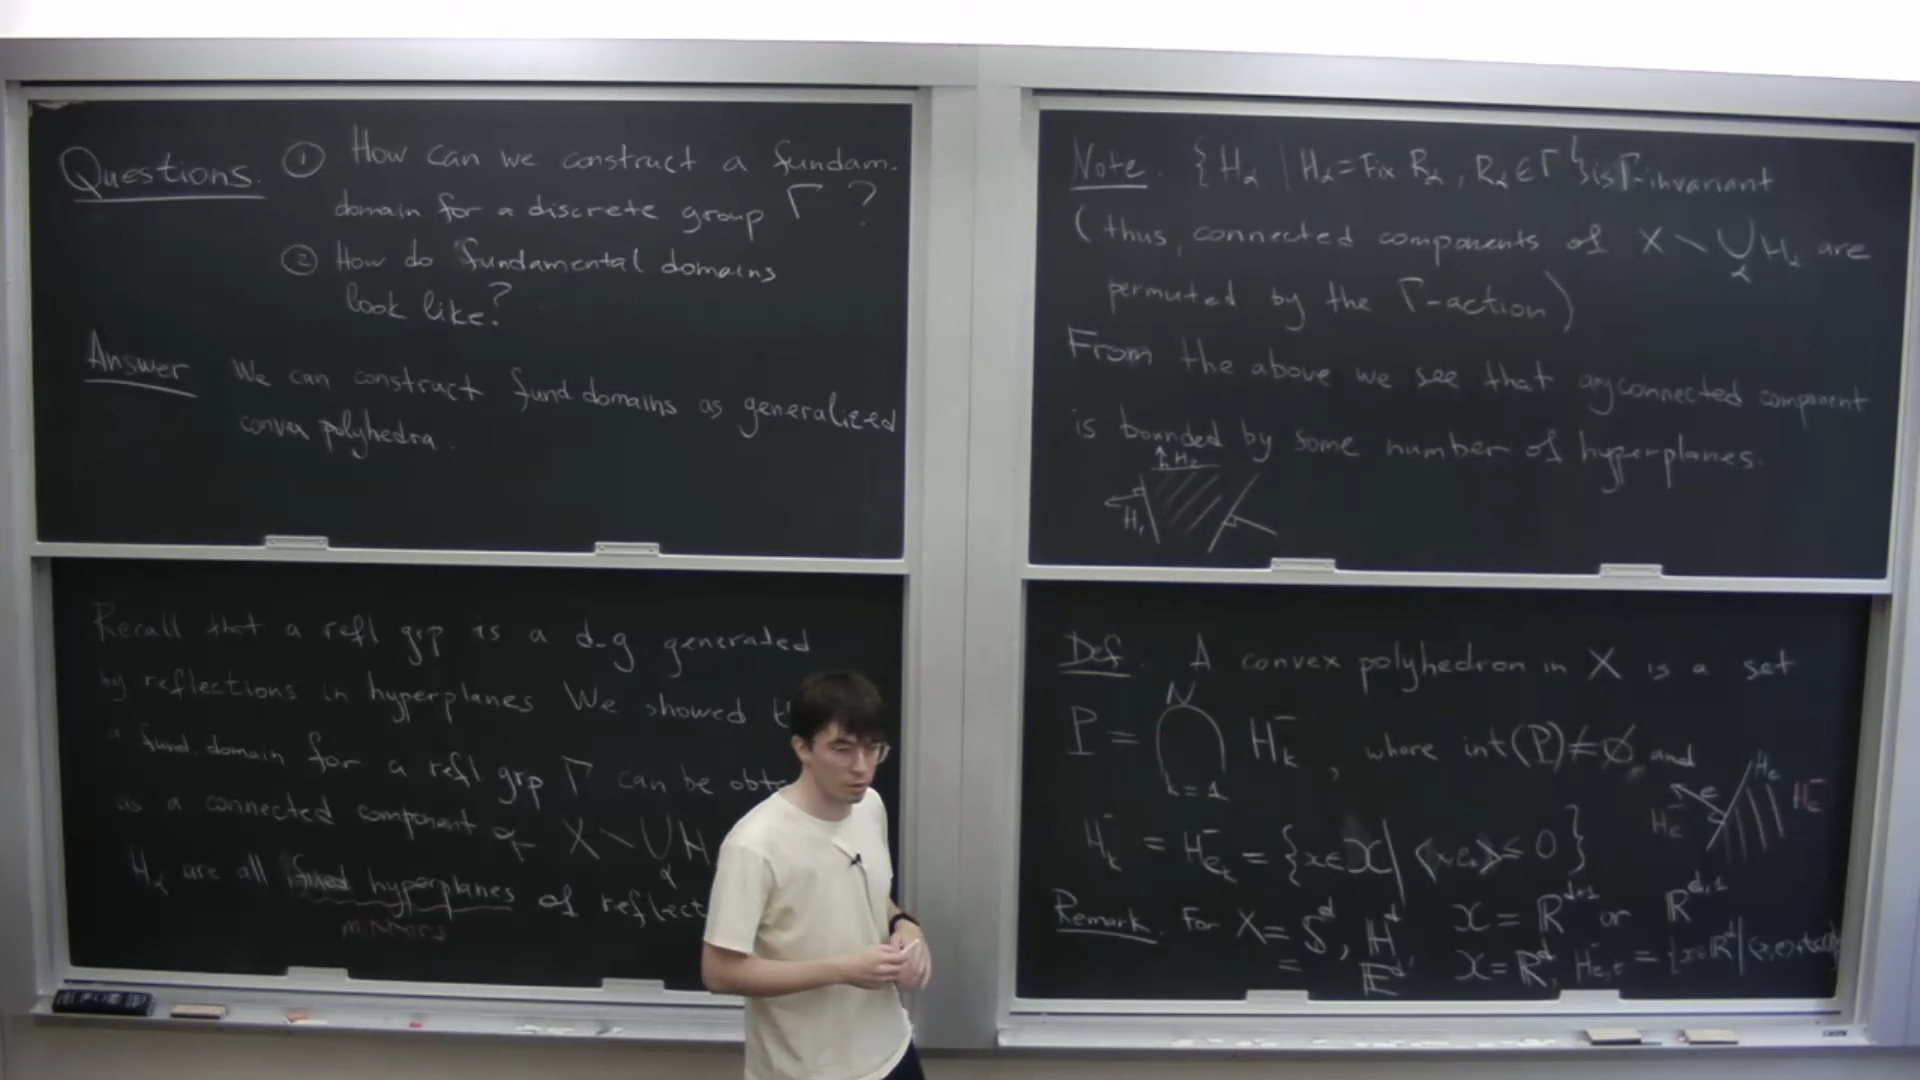 Questions. ① How can we construct a fundam.
domain for a discrete group Γ ?
② How do fundamental domains
look like?
Answer We can construct fund domains as generalized
convex polyhedra.
Recall that a refl grp is a d-g generated
by reflections in hyperplanes We showed
a fund. domain for a refl grp Γ can be
as a connected component of X \ ∪ H
α
H_α are all hyperplanes of reflect
mirrors
Note. { H_α | H_α = Fix R_α , R_α ∈ Γ } is Γ-invariant
(thus, connected components of X \ ∪ H_α are
α
permuted by the Γ-action)
From the above we see that any connected component
is bounded by some number of hyperplanes.
H₂
H₁
Def. A convex polyhedron in X is a set
N
P = ∩ H_k^- , where int(P) ≠ ∅ and
k=1
H_e
e
H_e^-
H_k^- = H_{e_k}^- = {x ∈ X | ⟨x, e_k⟩ ≤ 0}
Remark. For X = S^d, H^d, X = R^{d+1} or R^{d,1}
E^d, X = R^d, H_{e,t}^- = {x ∈ R^d | (x,e)+t≤0}